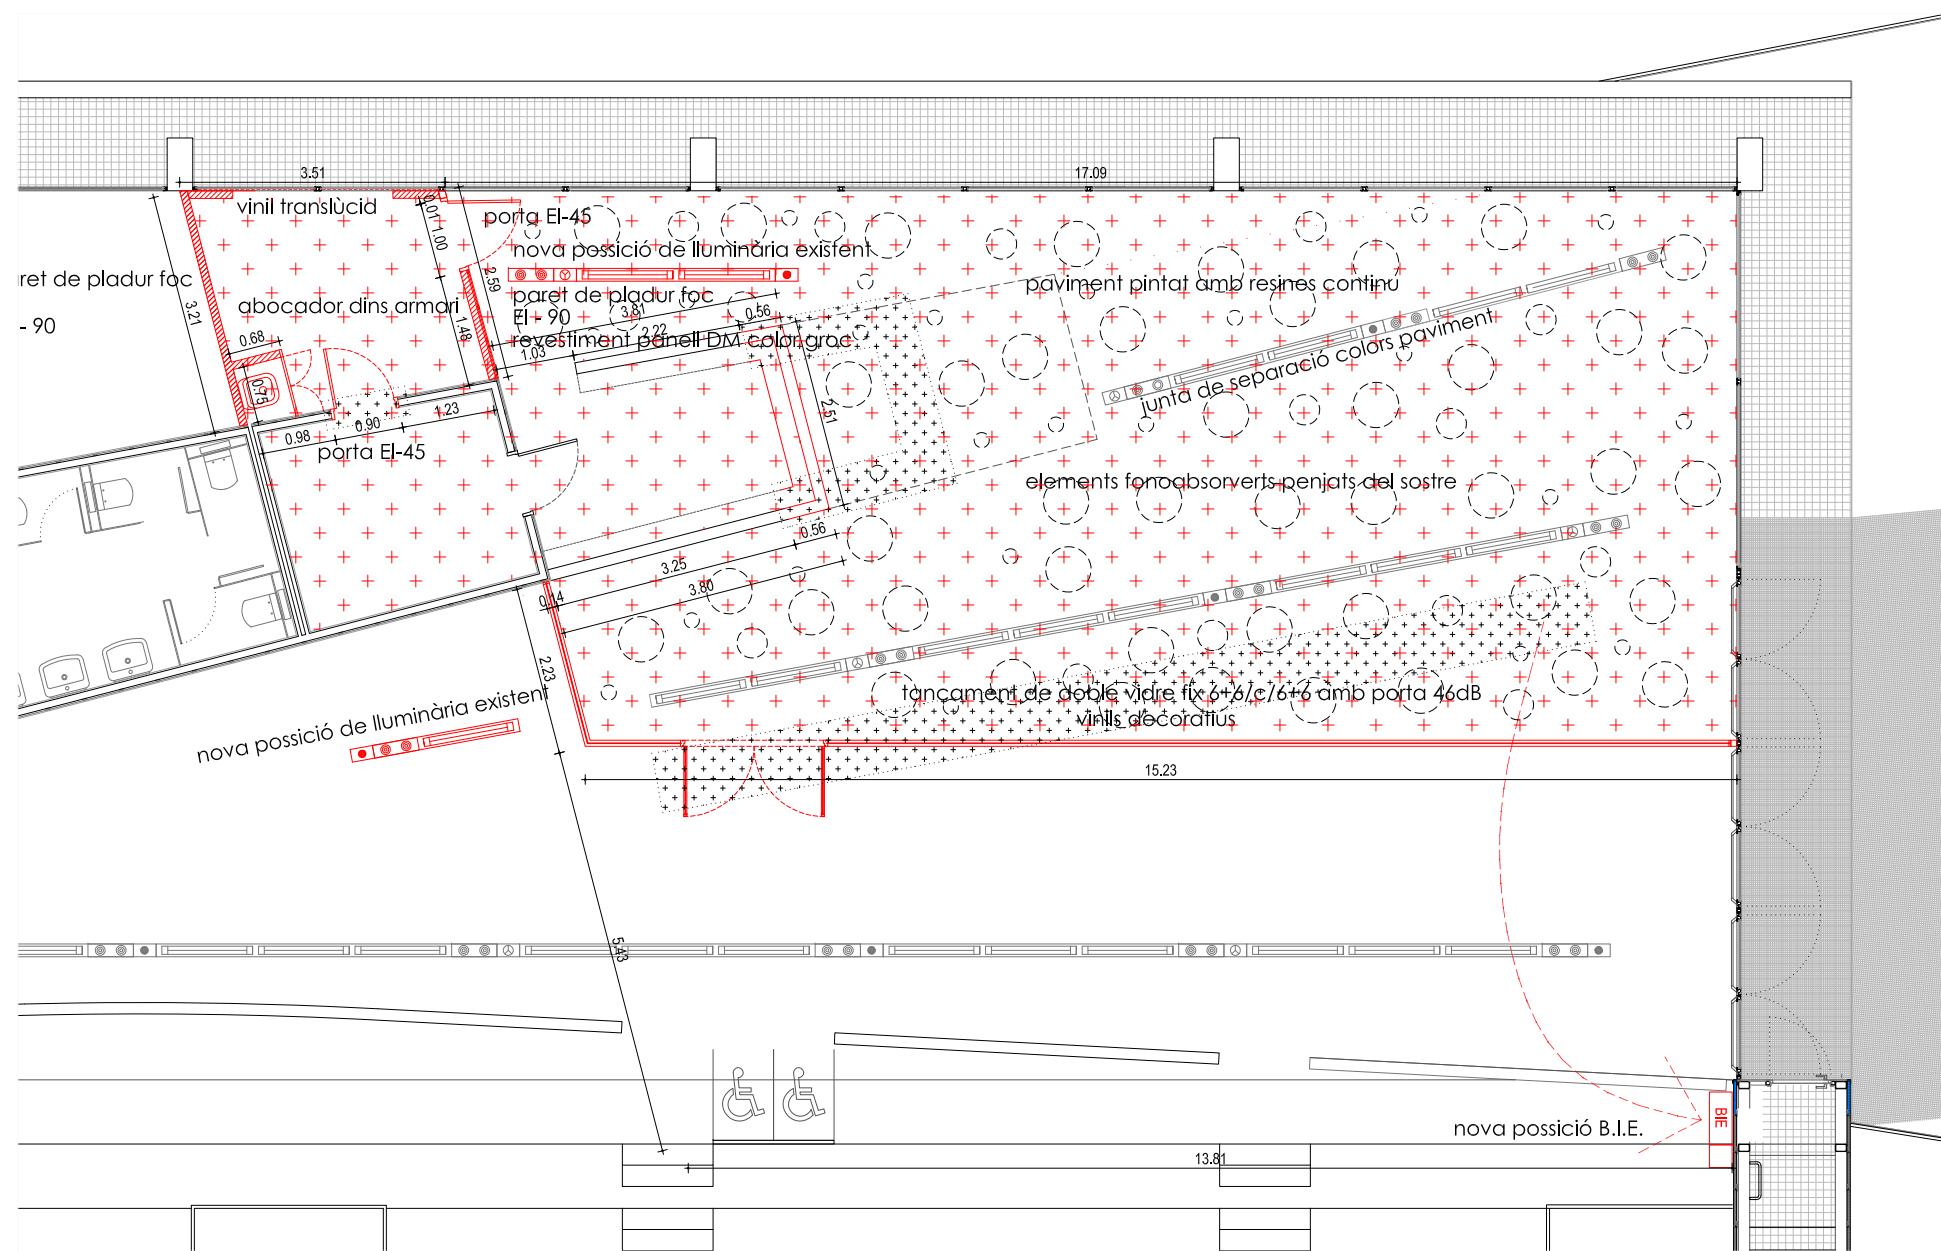 3.51
17.09
vinil translúcid
0.01
1.00
porta EI-45
nova possició de lluminària existent
2.59
paret de pladur foc
EI - 90
revestiment panell DM color groc
3.81
0.56
2.22
1.03
paviment pintat amb resines continu
junta de separació colors paviment
ret de pladur foc
- 90
3.21
abocador dins armari
1.48
0.68
0.75
1.23
0.90
0.98
porta EI-45
2.51
elements fonoabsorverts penjats del sostre
0.56
3.25
3.80
0.14
2.23
nova possició de lluminària existent
tancament de doble vidre fix 6+6/c/6+6 amb porta 46dB
vinils decoratius
15.23
5.43
BIE
nova possició B.I.E.
13.81